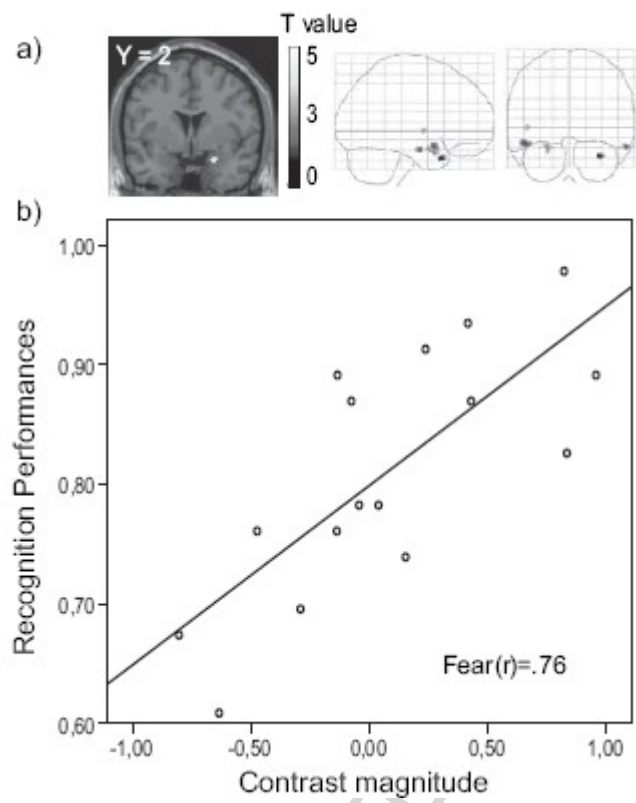 a)
Y = 2
T value
5
3
0
b)
1,00
0,90
0,80
0,70
0,60
Recognition Performances
Fear(r)=.76
-1,00
-0,50
0,00
0,50
1,00
Contrast magnitude